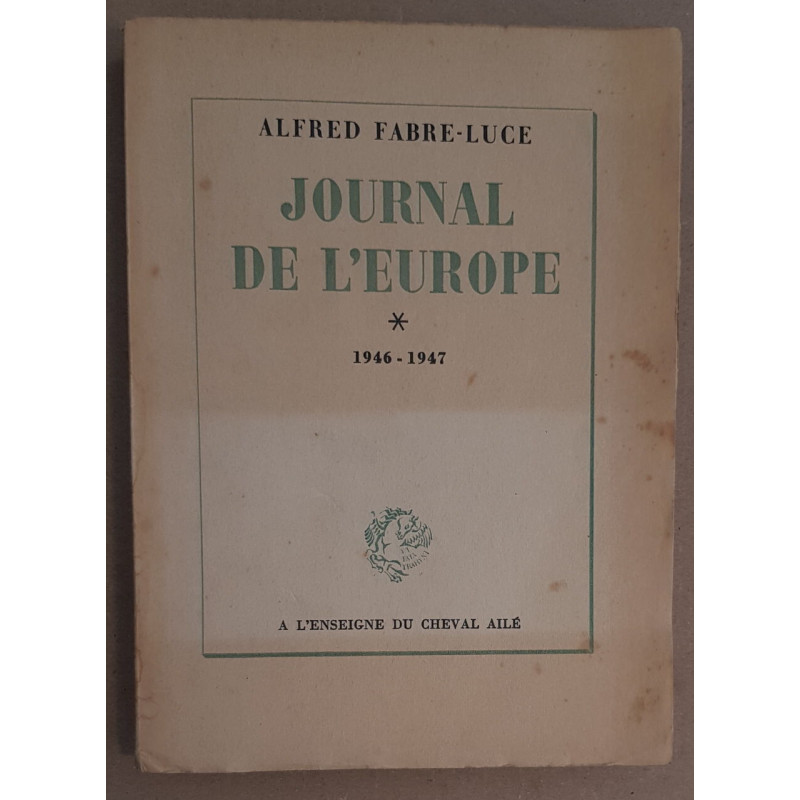 ALFRED FABRE-LUCE
JOURNAL
DE L'EUROPE
*
1946-1947
A L'ENSEIGNE DU CHEVAL AILÉ